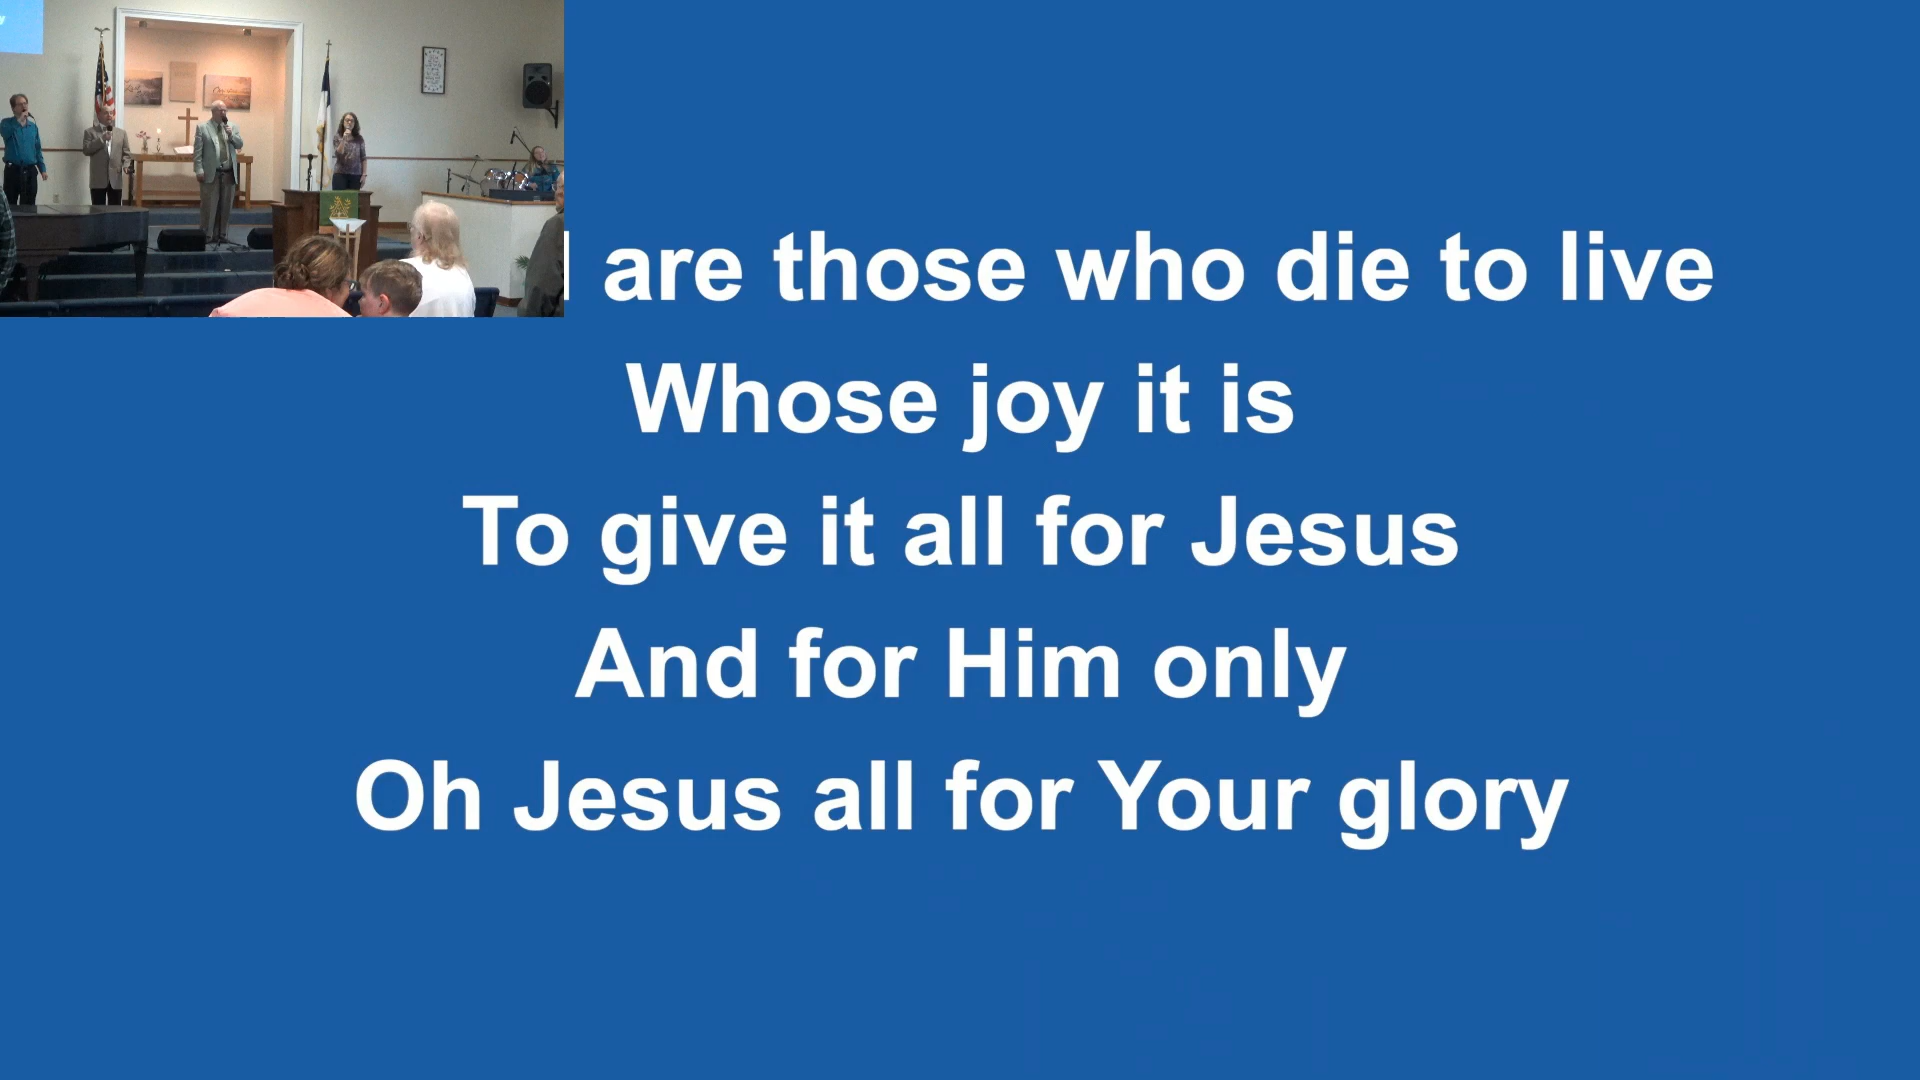 are those who die to live
Whose joy it is
To give it all for Jesus
And for Him only
Oh Jesus all for Your glory